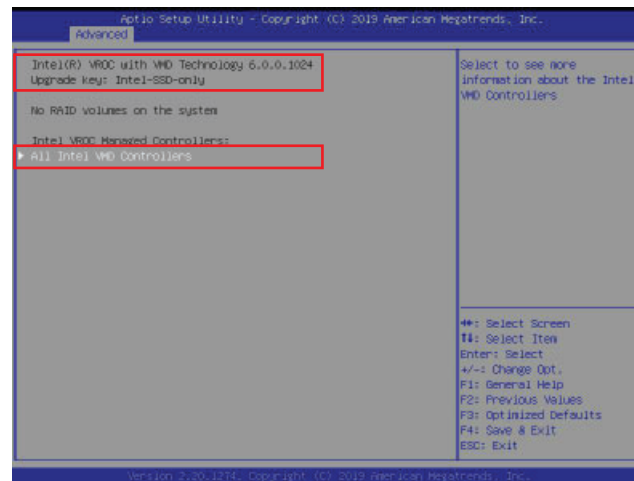 Aptio Setup Utility - Copyright (C) 2019 American Megatrends, Inc.
Advanced
Intel(R) VROC with VMD Technology 6.0.0.1024
Upgrade key: Intel-SSD-only
No RAID volumes on the system
Intel VROC Managed Controllers:
All Intel VMD Controllers
Select to see more
information about the Intel
VMD Controllers
↔: Select Screen
↑↓: Select Item
Enter: Select
+/-: Change Opt.
F1: General Help
F2: Previous Values
F3: Optimized Defaults
F4: Save & Exit
ESC: Exit
Version 2.20.1274. Copyright (C) 2019 American Megatrends, Inc.